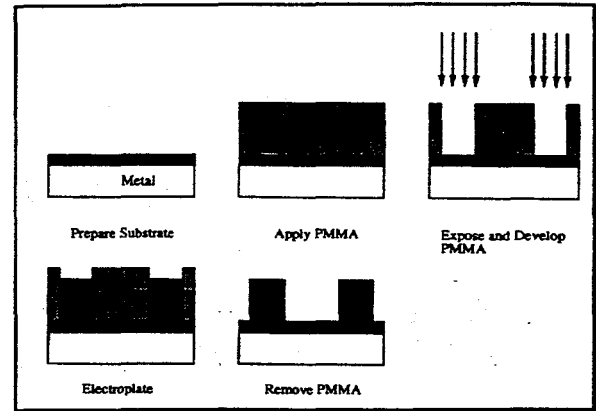 Metal
Prepare Substrate
Apply PMMA
Expose and Develop
PMMA
Electroplate
Remove PMMA